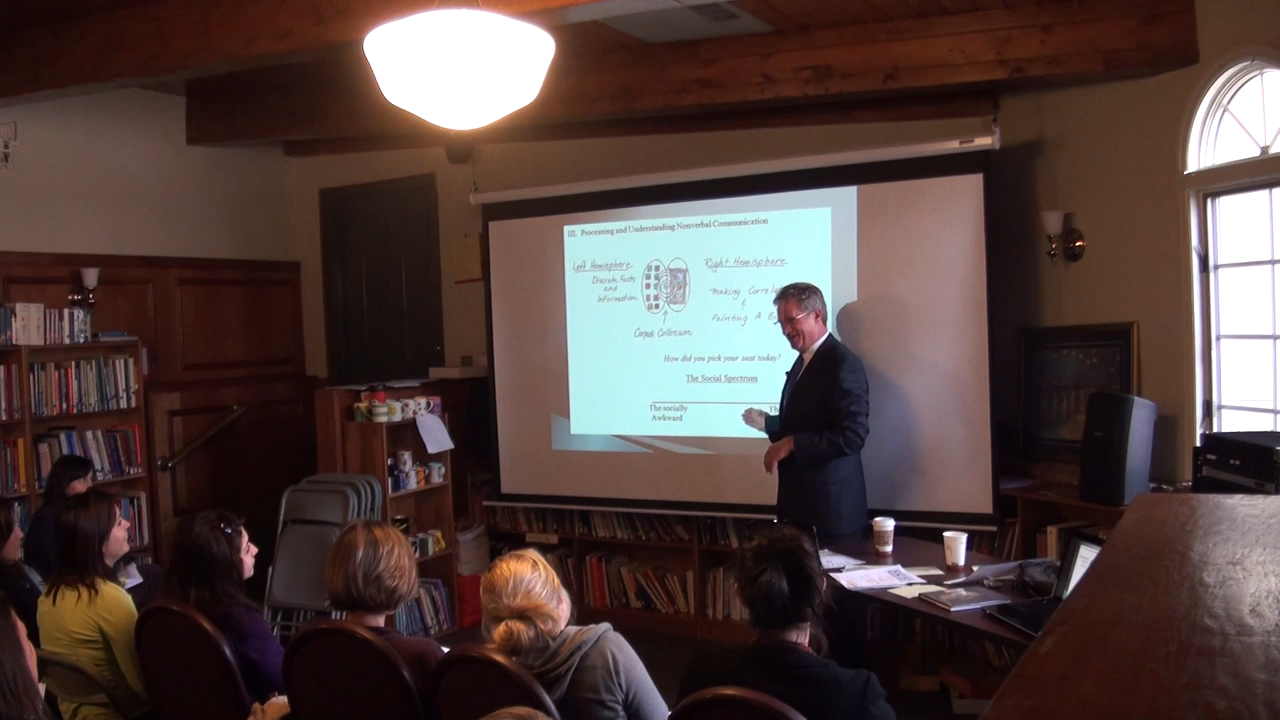 III. Processing and Understanding Nonverbal Communication
Left Hemisphere
Discrete Facts
and
Information
Right Hemisphere
Making
&
Painting A
Corpus Collosum
How did you pick your seat today?
The Social Spectrum
The socially
Awkward